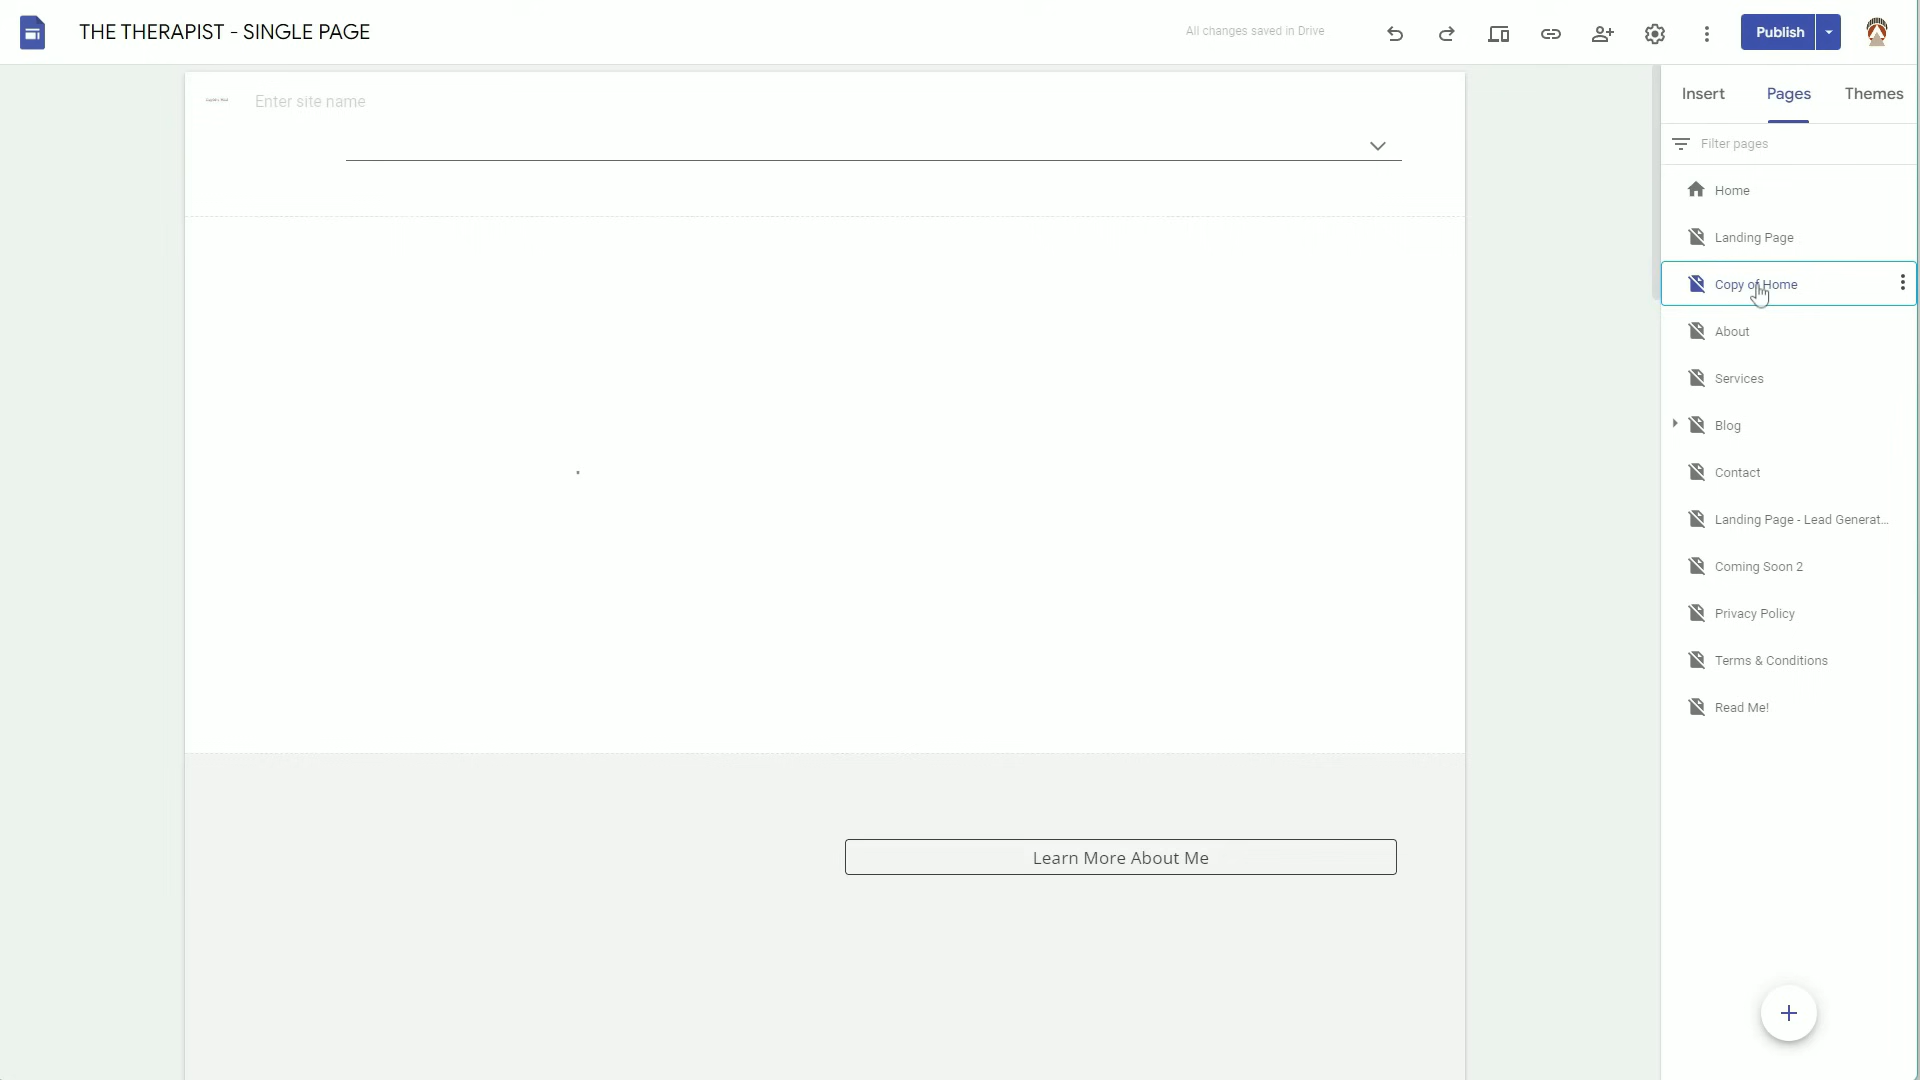 THE THERAPIST - SINGLE PAGE
All changes saved in Drive
Publish
Enter site name
Insert
Pages
Themes
Filter pages
Home
Landing Page
Copy of Home
About
Services
Blog
Contact
Landing Page - Lead Generat...
Coming Soon 2
Privacy Policy
Terms & Conditions
Read Me!
Learn More About Me